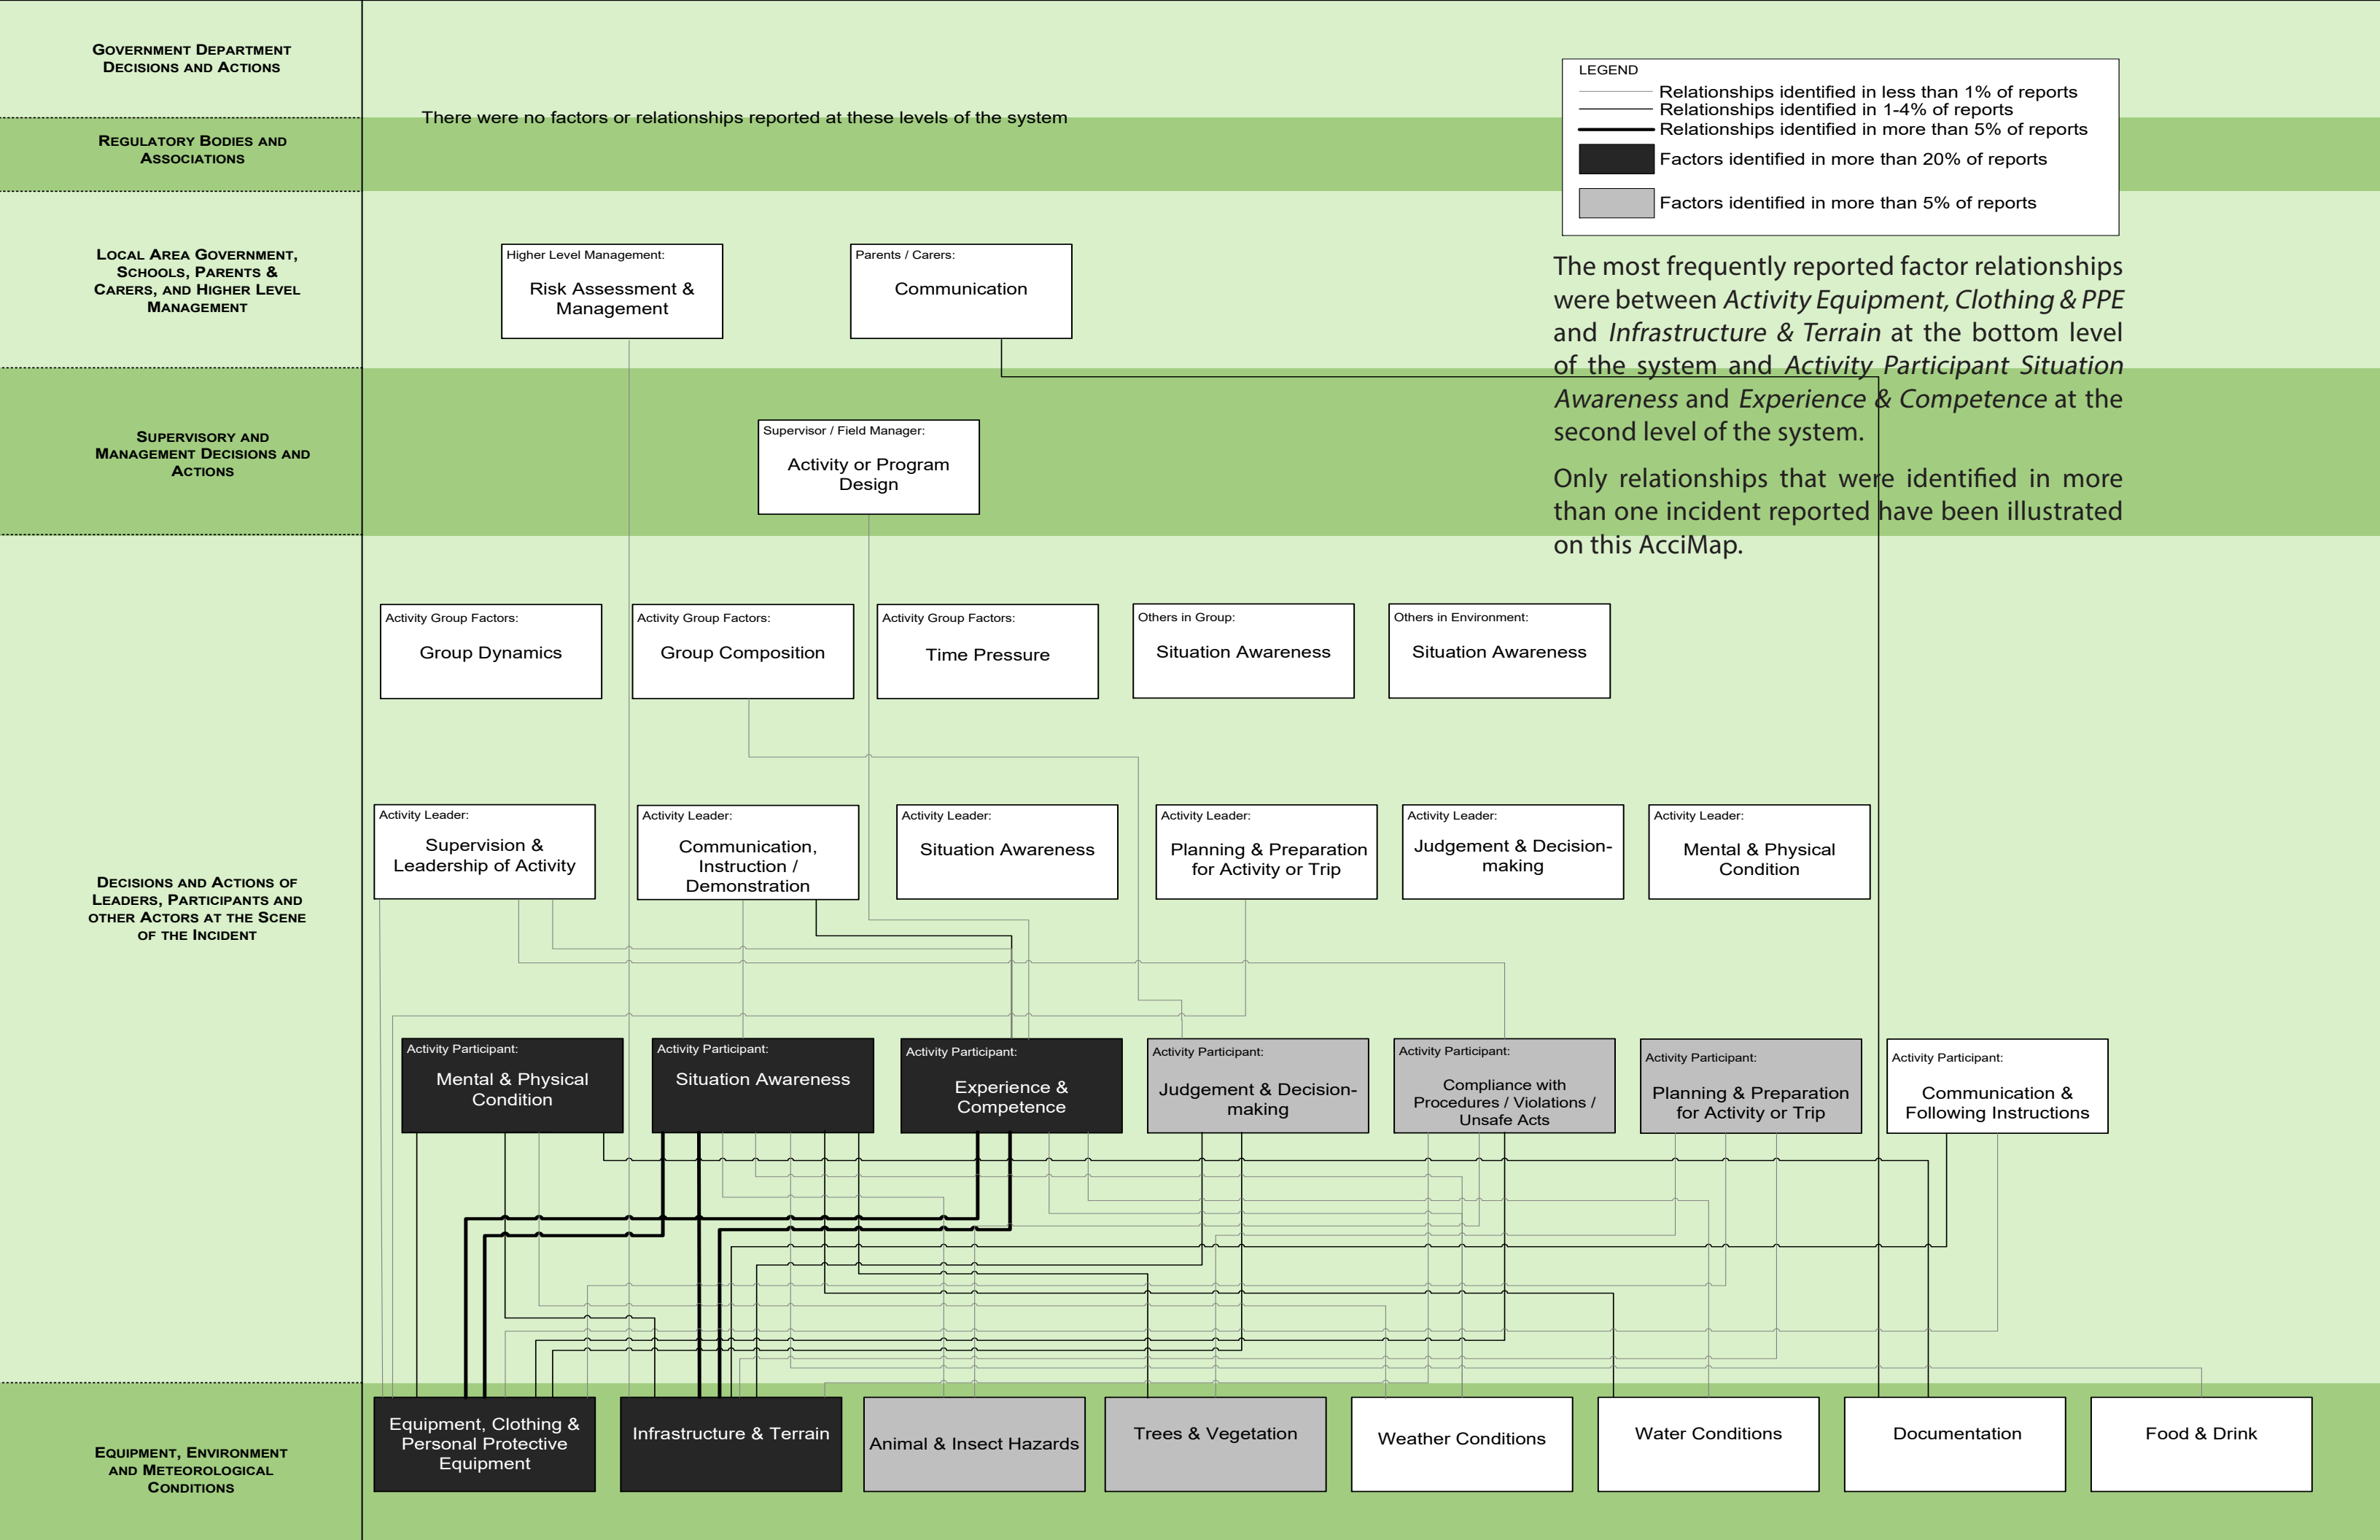 GOVERNMENT DEPARTMENT
DECISIONS AND ACTIONS
There were no factors or relationships reported at these levels of the system
REGULATORY BODIES AND
ASSOCIATIONS
LEGEND
Relationships identified in less than 1% of reports
Relationships identified in 1-4% of reports
Relationships identified in more than 5% of reports
Factors identified in more than 20% of reports
Factors identified in more than 5% of reports
LOCAL AREA GOVERNMENT,
SCHOOLS, PARENTS &
CARERS, AND HIGHER LEVEL
MANAGEMENT
Higher Level Management:
Risk Assessment &
Management
Parents / Carers:
Communication
The most frequently reported factor relationships
were between Activity Equipment, Clothing & PPE
and Infrastructure & Terrain at the bottom level
of the system and Activity Participant Situation
Awareness and Experience & Competence at the
second level of the system.
Only relationships that were identified in more
than one incident reported have been illustrated
on this AcciMap.
SUPERVISORY AND
MANAGEMENT DECISIONS AND
ACTIONS
Supervisor / Field Manager:
Activity or Program
Design
DECISIONS AND ACTIONS OF
LEADERS, PARTICIPANTS AND
OTHER ACTORS AT THE SCENE
OF THE INCIDENT
Activity Group Factors:
Group Dynamics
Activity Group Factors:
Group Composition
Activity Group Factors:
Time Pressure
Others in Group:
Situation Awareness
Others in Environment:
Situation Awareness
Activity Leader:
Supervision &
Leadership of Activity
Activity Leader:
Communication,
Instruction /
Demonstration
Activity Leader:
Situation Awareness
Activity Leader:
Planning & Preparation
for Activity or Trip
Activity Leader:
Judgement & Decision-
making
Activity Leader:
Mental & Physical
Condition
Activity Participant:
Mental & Physical
Condition
Activity Participant:
Situation Awareness
Activity Participant:
Experience &
Competence
Activity Participant:
Judgement & Decision-
making
Activity Participant:
Compliance with
Procedures / Violations /
Unsafe Acts
Activity Participant:
Planning & Preparation
for Activity or Trip
Activity Participant:
Communication &
Following Instructions
EQUIPMENT, ENVIRONMENT
AND METEOROLOGICAL
CONDITIONS
Equipment, Clothing &
Personal Protective
Equipment
Infrastructure & Terrain
Animal & Insect Hazards
Trees & Vegetation
Weather Conditions
Water Conditions
Documentation
Food & Drink